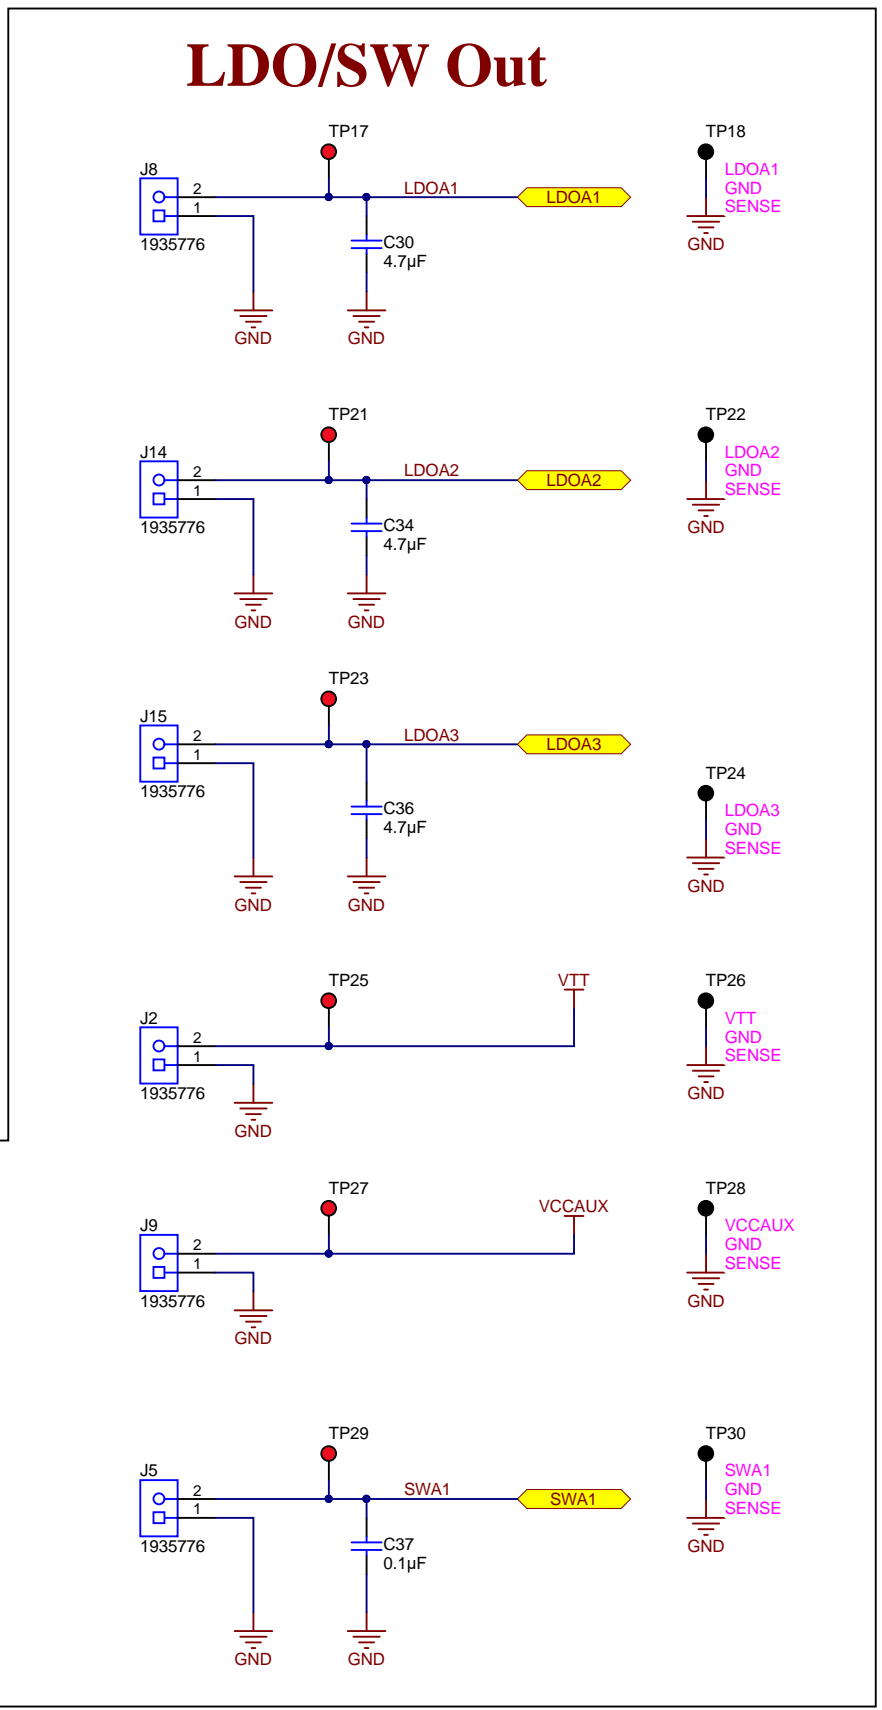 LDO/SW Out
TP17
TP18
J8
LDOA1
GND
SENSE
2
1
LDOA1
LDOA1
1935776
C30
4.7µF
GND
GND
GND
TP21
TP22
J14
LDOA2
GND
SENSE
2
1
LDOA2
LDOA2
1935776
C34
4.7µF
GND
GND
GND
TP23
J15
2
1
LDOA3
LDOA3
TP24
1935776
C36
4.7µF
LDOA3
GND
SENSE
GND
GND
GND
TP25
VTT
TP26
J2
VTT
GND
SENSE
2
1
1935776
GND
GND
TP27
VCCAUX
TP28
J9
VCCAUX
GND
SENSE
2
1
1935776
GND
GND
TP29
TP30
J5
SWA1
GND
SENSE
2
1
SWA1
SWA1
1935776
C37
0.1µF
GND
GND
GND